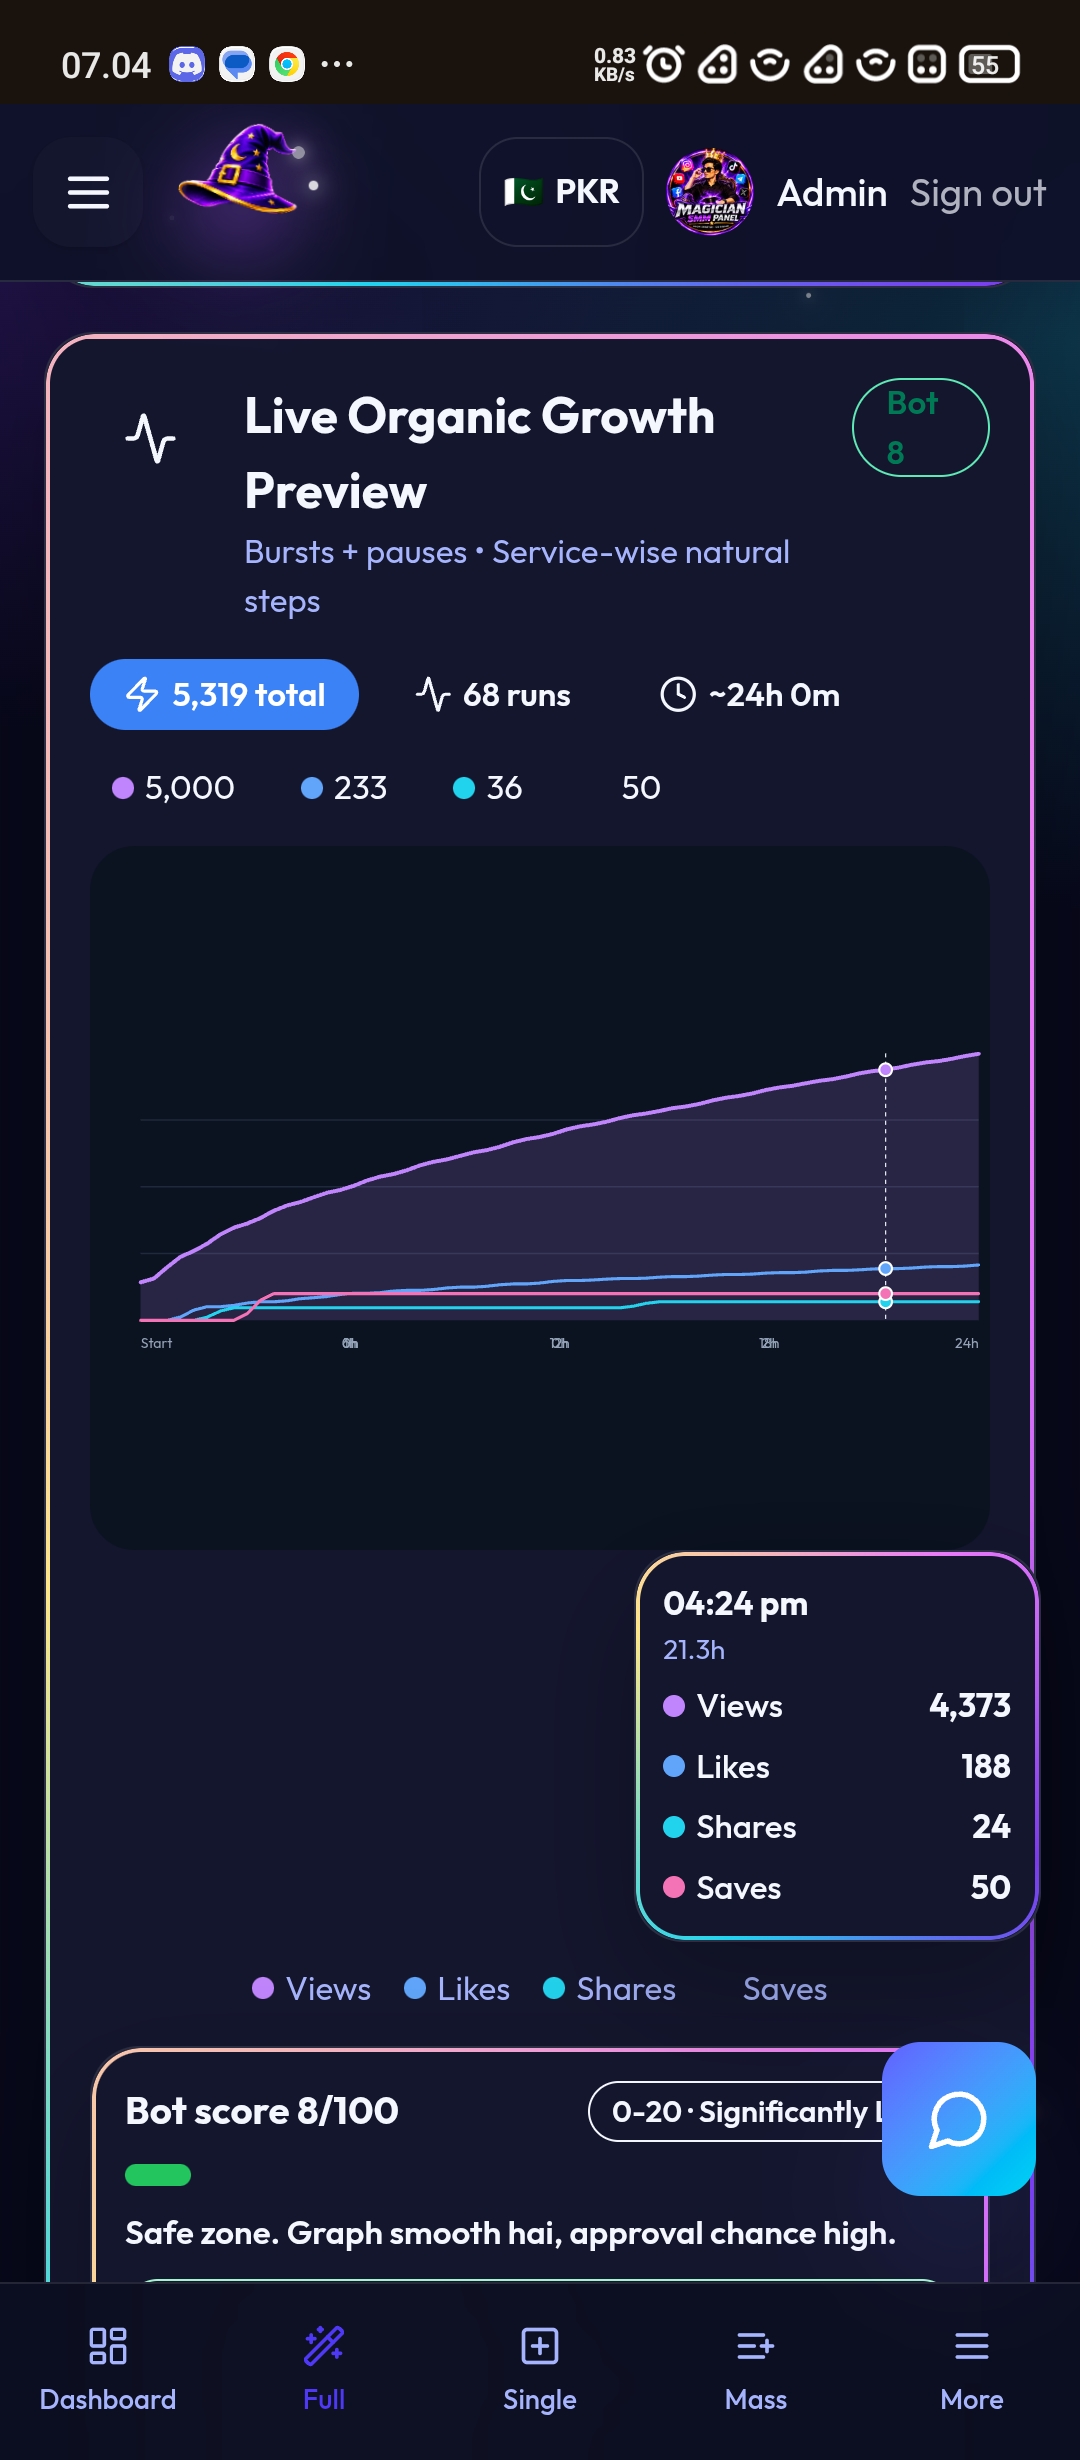 07.04
0.83
KB/s
55
PKR
MAGICIAN
SMM PANEL
Admin
Sign out
Live Organic Growth
Preview
Bot
8
Bursts + pauses • Service-wise natural
steps
5,319 total
68 runs
~24h 0m
5,000
233
36
50
Start
24h
04:24 pm
21.3h
Views 4,373
Likes 188
Shares 24
Saves 50
Views
Likes
Shares
Saves
Bot score 8/100
0-20 · Significantly
Safe zone. Graph smooth hai, approval chance high.
Dashboard
Full
Single
Mass
More